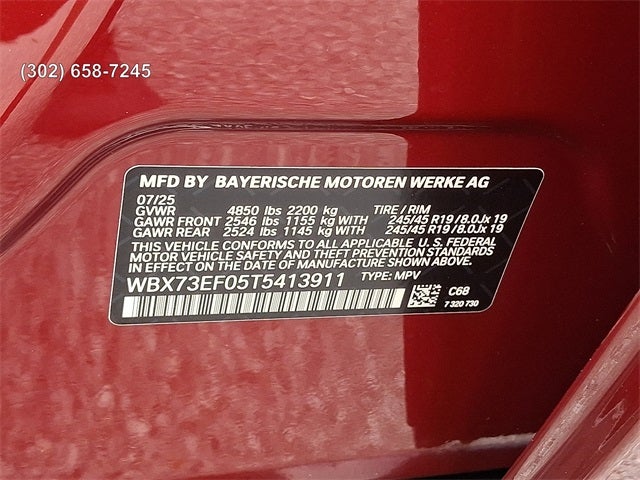 (302) 658-7245
MFD BY BAYERISCHE MOTOREN WERKE AG
07/25
GVWR 4850 lbs 2200 kg TIRE / RIM
GAWR FRONT 2546 lbs 1155 kg WITH 245/45 R19 / 8.0Jx 19
GAWR REAR 2524 lbs 1145 kg WITH 245/45 R19 / 8.0Jx 19
THIS VEHICLE CONFORMS TO ALL APPLICABLE U.S. FEDERAL
MOTOR VEHICLE SAFETY AND THEFT PREVENTION STANDARDS
IN EFFECT ON THE DATE OF MANUFACTURE SHOWN ABOVE.
WBX73EF05T5413911 TYPE: MPV
C68
7 320 730